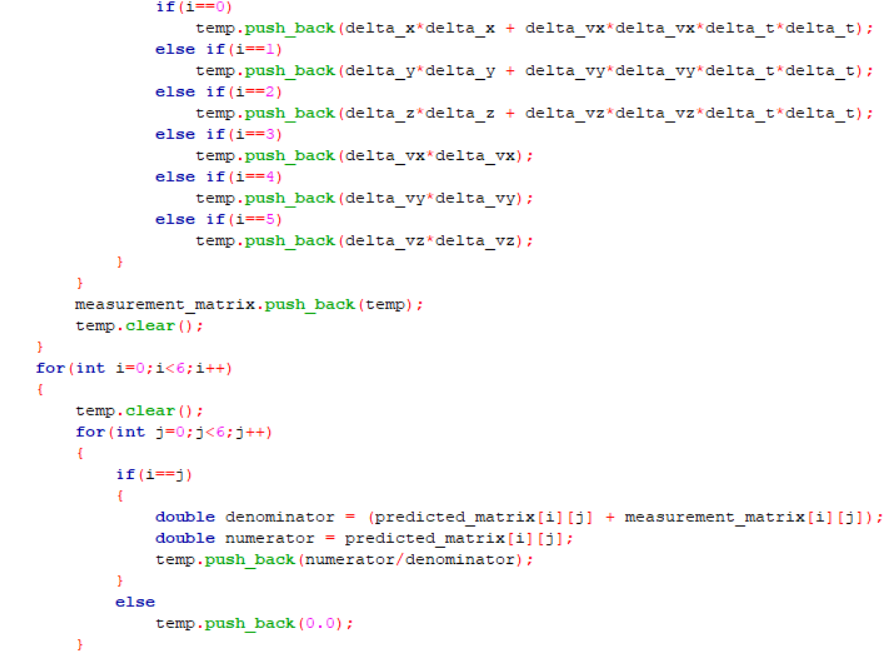 if(i==0)
temp.push_back(delta_x*delta_x + delta_vx*delta_vx*delta_t*delta_t);
else if(i==1)
temp.push_back(delta_y*delta_y + delta_vy*delta_vy*delta_t*delta_t);
else if(i==2)
temp.push_back(delta_z*delta_z + delta_vz*delta_vz*delta_t*delta_t);
else if(i==3)
temp.push_back(delta_vx*delta_vx);
else if(i==4)
temp.push_back(delta_vy*delta_vy);
else if(i==5)
temp.push_back(delta_vz*delta_vz);
}
}
measurement_matrix.push_back(temp);
temp.clear();
}
for(int i=0;i<6;i++)
{
temp.clear();
for(int j=0;j<6;j++)
{
if(i==j)
{
double denominator = (predicted_matrix[i][j] + measurement_matrix[i][j]);
double numerator = predicted_matrix[i][j];
temp.push_back(numerator/denominator);
}
else
temp.push_back(0.0);
}